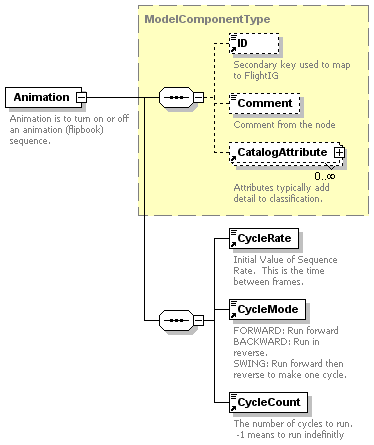 ModelComponentType
ID
Secondary key used to map
to FlightIG
Animation
Comment
Animation is to turn on or off
an animation (flipbook)
sequence.
Comment from the node
CatalogAttribute
0..∞
Attributes typically add
detail to classification.
CycleRate
Initial Value of Sequence
Rate. This is the time
between frames.
CycleMode
FORWARD: Run forward
BACKWARD: Run in
reverse.
SWING: Run forward then
reverse to make one cycle.
CycleCount
The number of cycles to run.
-1 means to run indefinitly